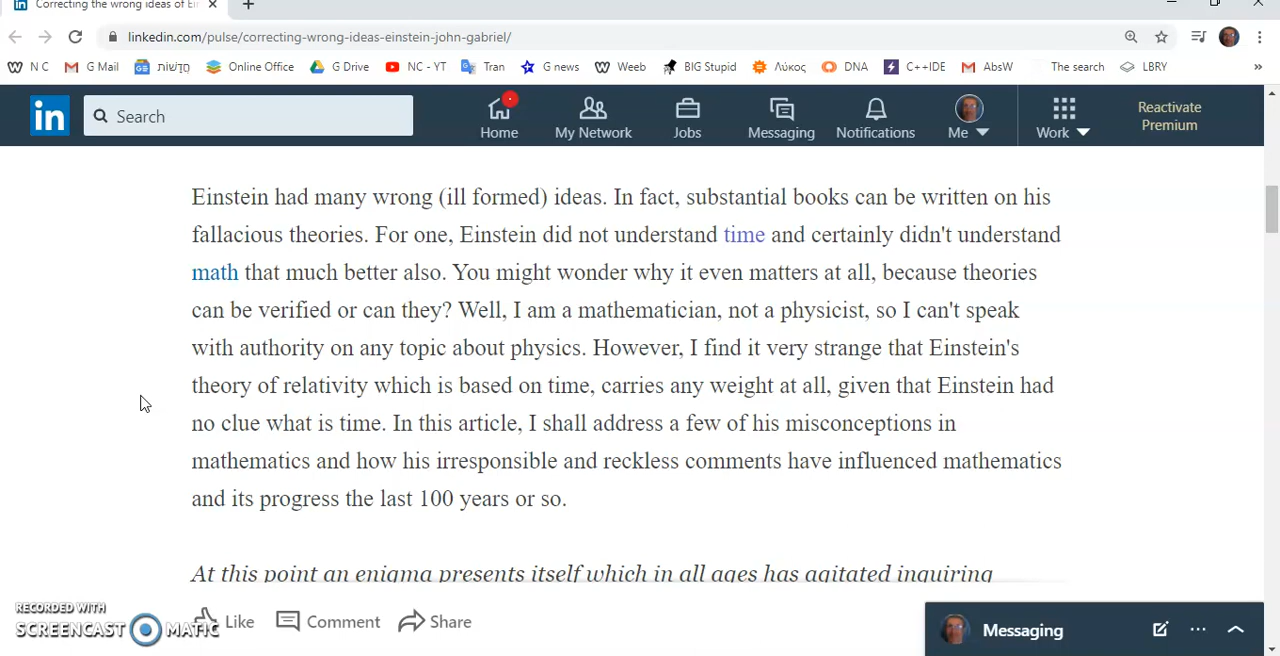 Correcting the wrong ideas of Ei
linkedin.com/pulse/correcting-wrong-ideas-einstein-john-gabriel/
N C
G Mail
חֲדָשׁוֹת
Online Office
G Drive
NC - YT
Tran
G news
Weeb
BIG Stupid
Λύκος
DNA
C++IDE
AbsW
The search
LBRY
»
in
Search
Home
My Network
Jobs
Messaging
Notifications
Me
Work
Reactivate
Premium
Einstein had many wrong (ill formed) ideas. In fact, substantial books can be written on his
fallacious theories. For one, Einstein did not understand time and certainly didn't understand
math that much better also. You might wonder why it even matters at all, because theories
can be verified or can they? Well, I am a mathematician, not a physicist, so I can't speak
with authority on any topic about physics. However, I find it very strange that Einstein's
theory of relativity which is based on time, carries any weight at all, given that Einstein had
no clue what is time. In this article, I shall address a few of his misconceptions in
mathematics and how his irresponsible and reckless comments have influenced mathematics
and its progress the last 100 years or so.
At this point an enigma presents itself which in all ages has agitated inquiring
Like
Comment
Share
Messaging
RECORDED WITH
SCREENCAST MATIC